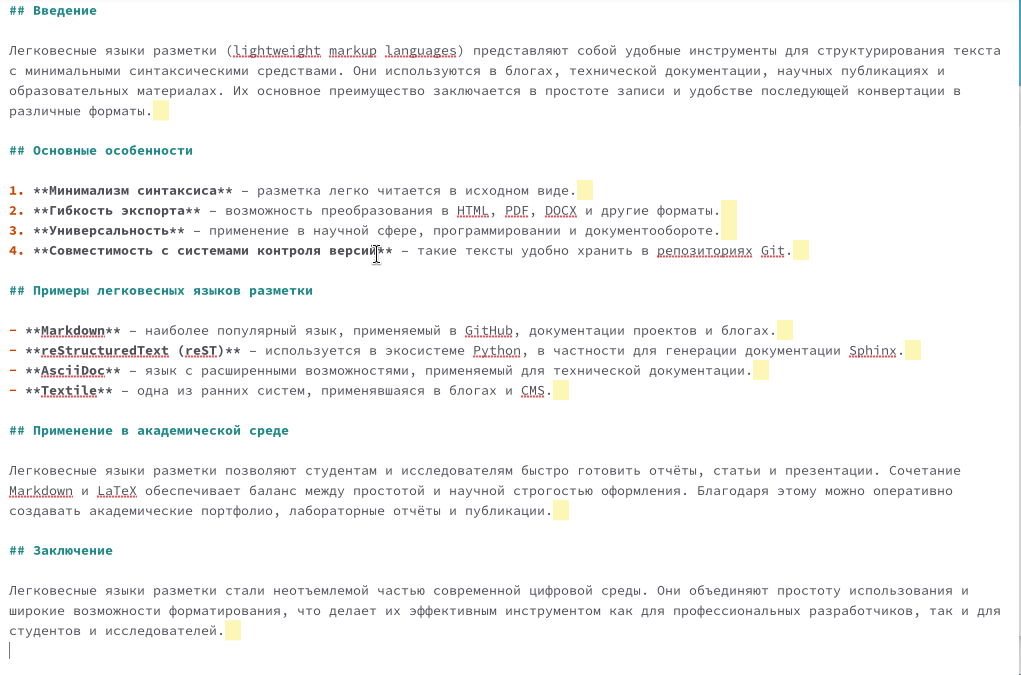 ## Введение
Легковесные языки разметки (lightweight markup languages) представляют собой удобные инструменты для структурирования текста
с минимальными синтаксическими средствами. Они используются в блогах, технической документации, научных публикациях и
образовательных материалах. Их основное преимущество заключается в простоте записи и удобстве последующей конвертации в
различные форматы.
## Основные особенности
1. **Минимализм синтаксиса** – разметка легко читается в исходном виде.
2. **Гибкость экспорта** – возможность преобразования в HTML, PDF, DOCX и другие форматы.
3. **Универсальность** – применение в научной сфере, программировании и документообороте.
4. **Совместимость с системами контроля версий** – такие тексты удобно хранить в репозиториях Git.
## Примеры легковесных языков разметки
- **Markdown** – наиболее популярный язык, применяемый в GitHub, документации проектов и блогах.
- **reStructuredText (reST)** – используется в экосистеме Python, в частности для генерации документации Sphinx.
- **AsciiDoc** – язык с расширенными возможностями, применяемый для технической документации.
- **Textile** – одна из ранних систем, применявшаяся в блогах и CMS.
## Применение в академической среде
Легковесные языки разметки позволяют студентам и исследователям быстро готовить отчёты, статьи и презентации. Сочетание
Markdown и LaTeX обеспечивает баланс между простотой и научной строгостью оформления. Благодаря этому можно оперативно
создавать академические портфолио, лабораторные отчёты и публикации.
## Заключение
Легковесные языки разметки стали неотъемлемой частью современной цифровой среды. Они объединяют простоту использования и
широкие возможности форматирования, что делает их эффективным инструментом как для профессиональных разработчиков, так и для
студентов и исследователей.